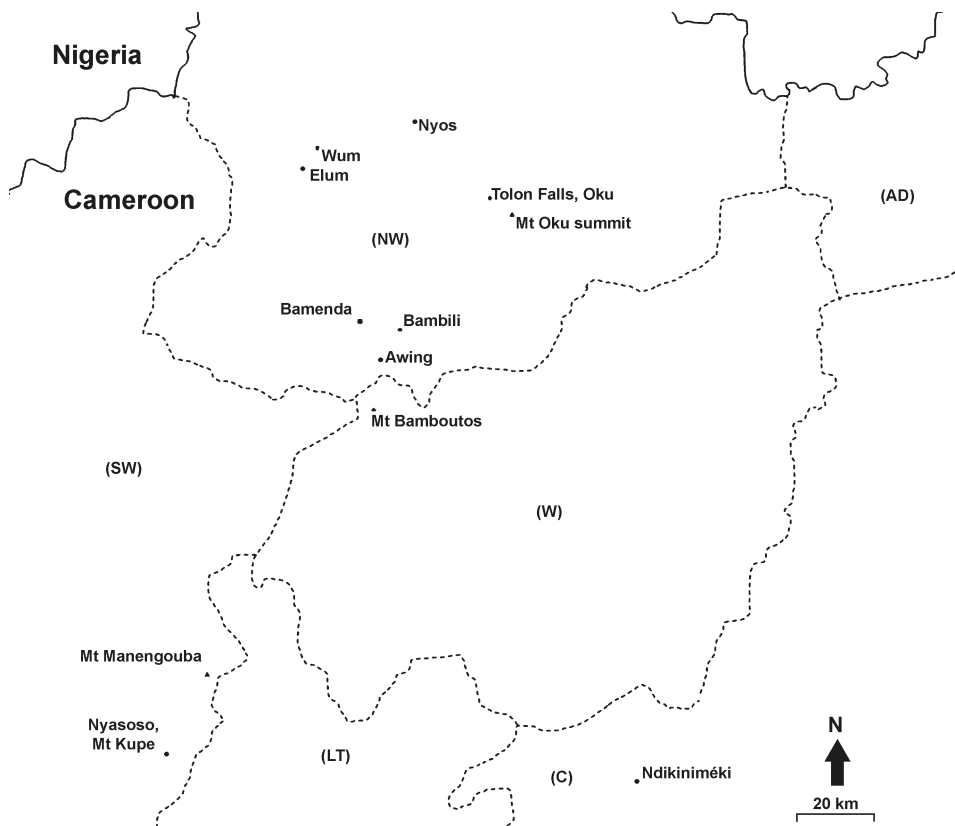 Nigeria
Nyos
Wum
Elum
Cameroon
Tolon Falls, Oku
(AD)
Mt Oku summit
(NW)
Bamenda
Bambili
Awing
Mt Bamboutos
(SW)
(W)
Mt Manengouba
Nyasoso,
Mt Kupe
N
(LT)
(C)
Ndikiniméki
20 km